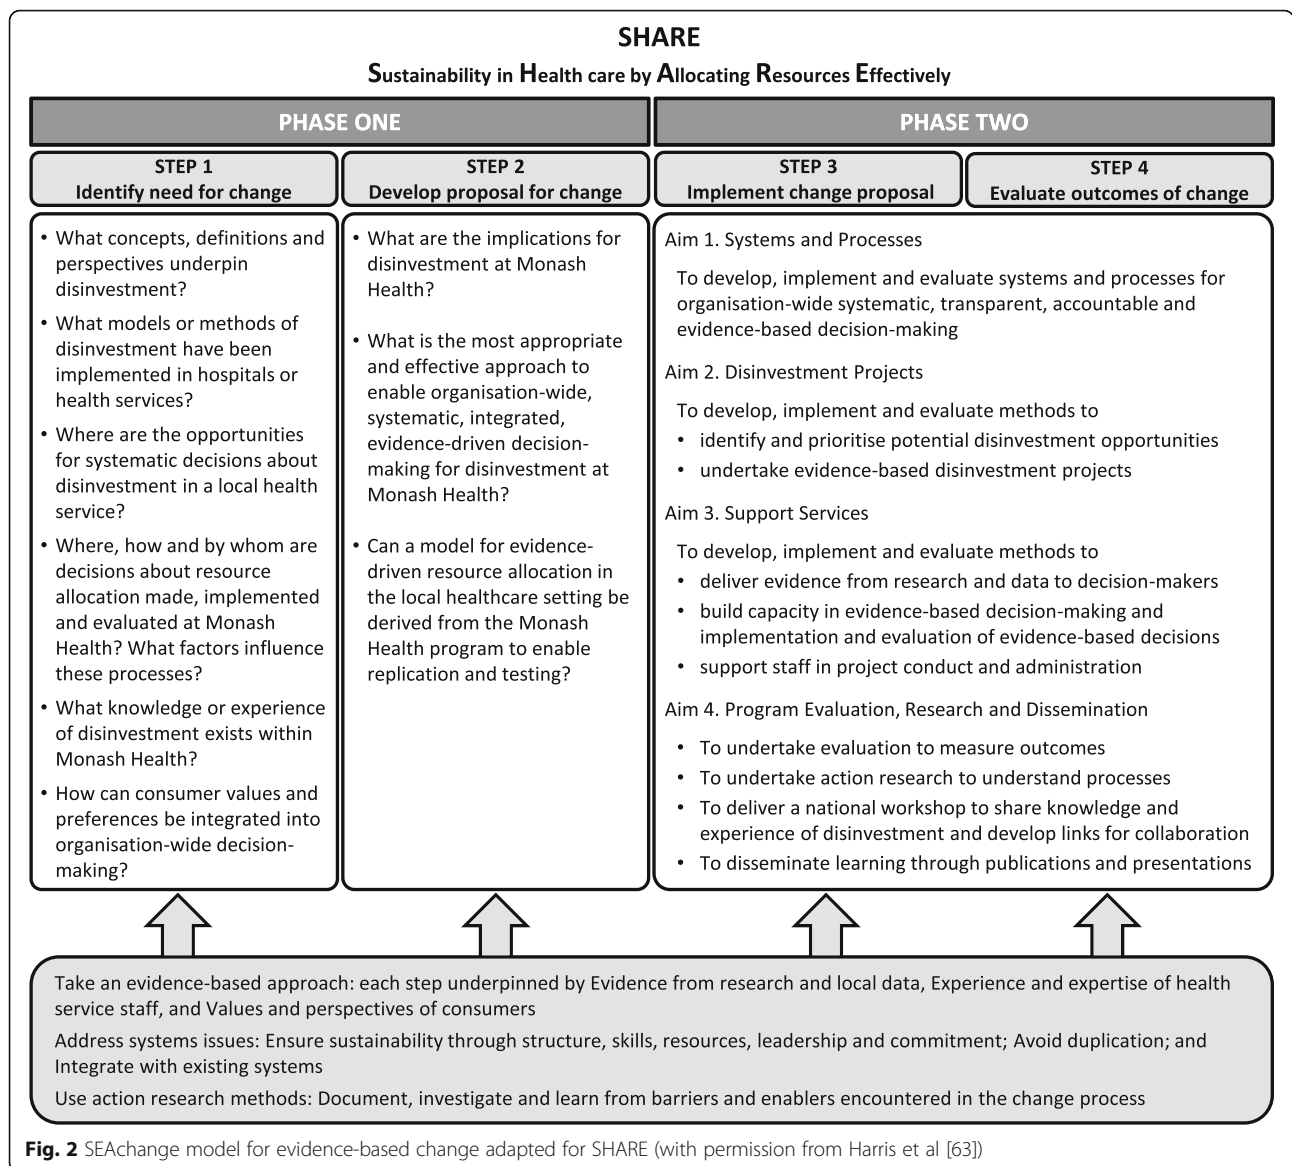 SHARE
Sustainability in Health care by Allocating Resources Effectively
PHASE ONE
PHASE TWO
STEP 1
Identify need for change
STEP 2
Develop proposal for change
STEP 3
Implement change proposal
STEP 4
Evaluate outcomes of change
• What concepts, definitions and
perspectives underpin
disinvestment?
• What models or methods of
disinvestment have been
implemented in hospitals or
health services?
• Where are the opportunities
for systematic decisions about
disinvestment in a local health
service?
• Where, how and by whom are
decisions about resource
allocation made, implemented
and evaluated at Monash
Health? What factors influence
these processes?
• What knowledge or experience
of disinvestment exists within
Monash Health?
• How can consumer values and
preferences be integrated into
organisation-wide decision-
making?
• What are the implications for
disinvestment at Monash
Health?
• What is the most appropriate
and effective approach to
enable organisation-wide,
systematic, integrated,
evidence-driven decision-
making for disinvestment at
Monash Health?
• Can a model for evidence-
driven resource allocation in
the local healthcare setting be
derived from the Monash
Health program to enable
replication and testing?
Aim 1. Systems and Processes
To develop, implement and evaluate systems and processes for
organisation-wide systematic, transparent, accountable and
evidence-based decision-making
Aim 2. Disinvestment Projects
To develop, implement and evaluate methods to
• identify and prioritise potential disinvestment opportunities
• undertake evidence-based disinvestment projects
Aim 3. Support Services
To develop, implement and evaluate methods to
• deliver evidence from research and data to decision-makers
• build capacity in evidence-based decision-making and
implementation and evaluation of evidence-based decisions
• support staff in project conduct and administration
Aim 4. Program Evaluation, Research and Dissemination
• To undertake evaluation to measure outcomes
• To undertake action research to understand processes
• To deliver a national workshop to share knowledge and
experience of disinvestment and develop links for collaboration
• To disseminate learning through publications and presentations
Take an evidence-based approach: each step underpinned by Evidence from research and local data, Experience and expertise of health
service staff, and Values and perspectives of consumers
Address systems issues: Ensure sustainability through structure, skills, resources, leadership and commitment; Avoid duplication; and
Integrate with existing systems
Use action research methods: Document, investigate and learn from barriers and enablers encountered in the change process
Fig. 2 SEAchange model for evidence-based change adapted for SHARE (with permission from Harris et al [63])